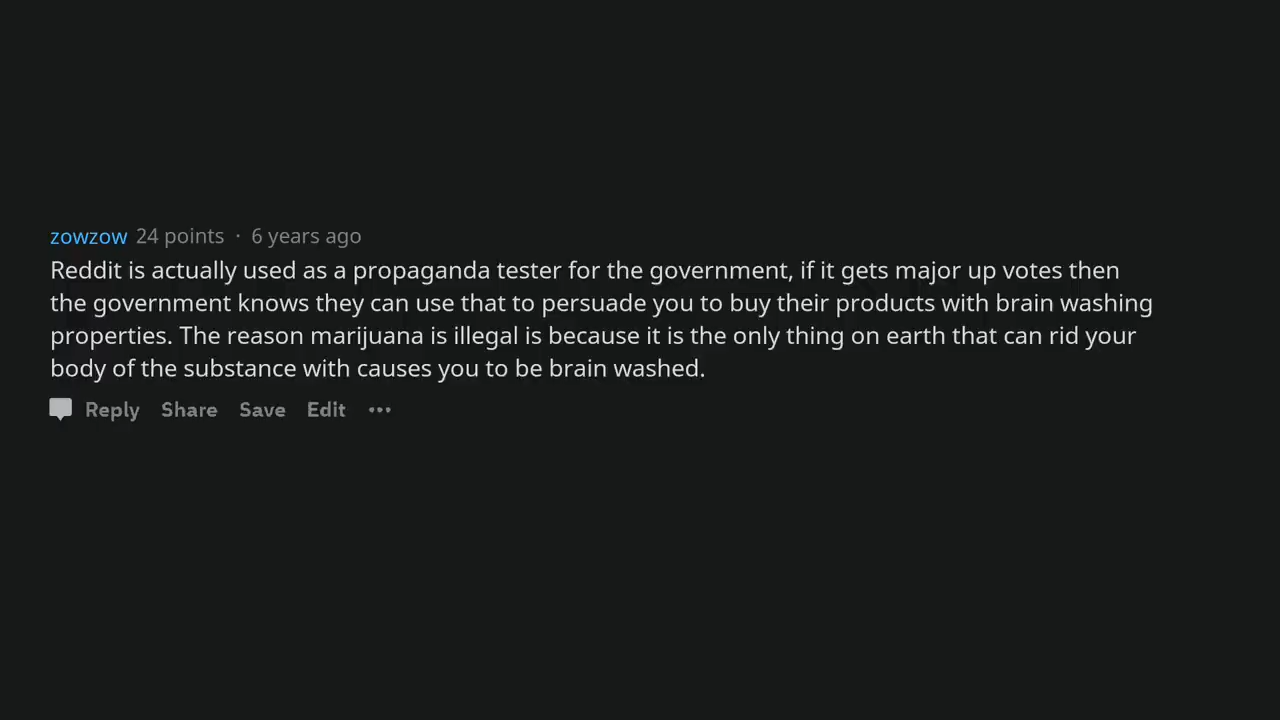 zowzow 24 points · 6 years ago
Reddit is actually used as a propaganda tester for the government, if it gets major up votes then
the government knows they can use that to persuade you to buy their products with brain washing
properties. The reason marijuana is illegal is because it is the only thing on earth that can rid your
body of the substance with causes you to be brain washed.
Reply Share Save Edit •••